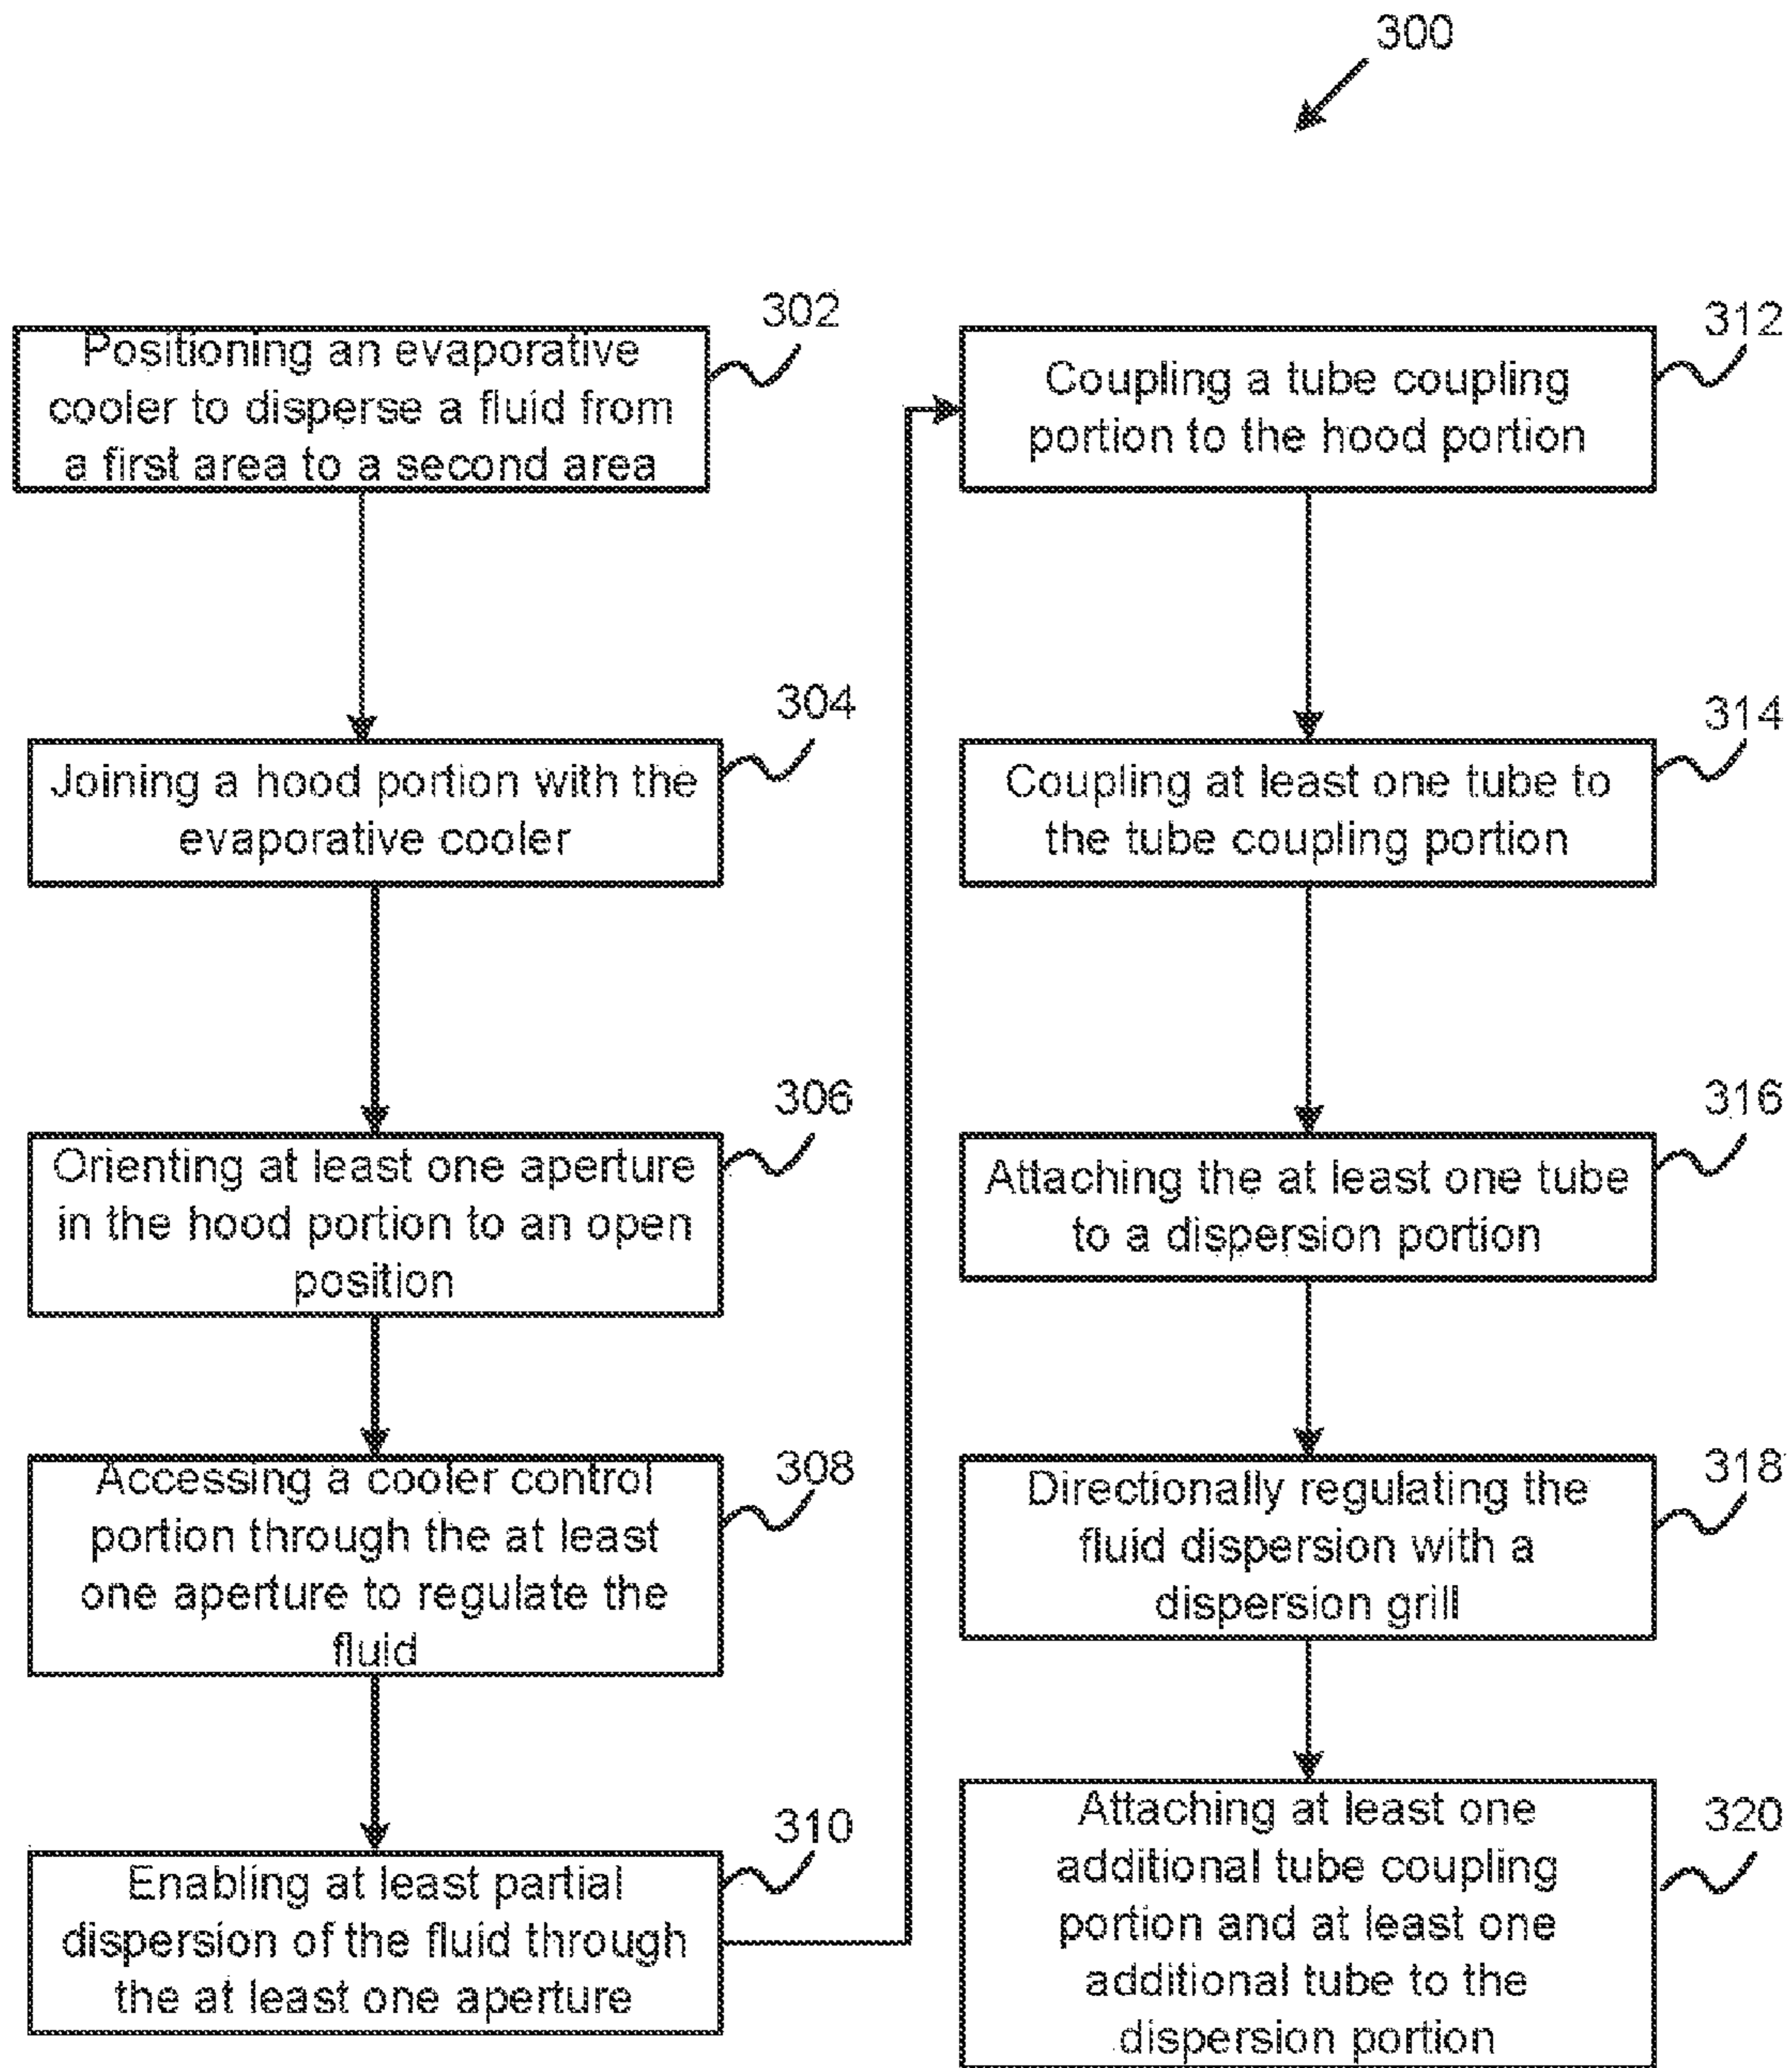 300
302
Positioning an evaporative
cooler to disperse a fluid from
a first area to a second area
304
Joining a hood portion with the
evaporative cooler
306
Orienting at least one aperture
in the hood portion to an open
position
308
Accessing a cooler control
portion through the at least
one aperture to regulate the
fluid
310
Enabling at least partial
dispersion of the fluid through
the at least one aperture
312
Coupling a tube coupling
portion to the hood portion
314
Coupling at least one tube to
the tube coupling portion
316
Attaching the at least one tube
to a dispersion portion
318
Directionally regulating the
fluid dispersion with a
dispersion grill
320
Attaching at least one
additional tube coupling
portion and at least one
additional tube to the
dispersion portion